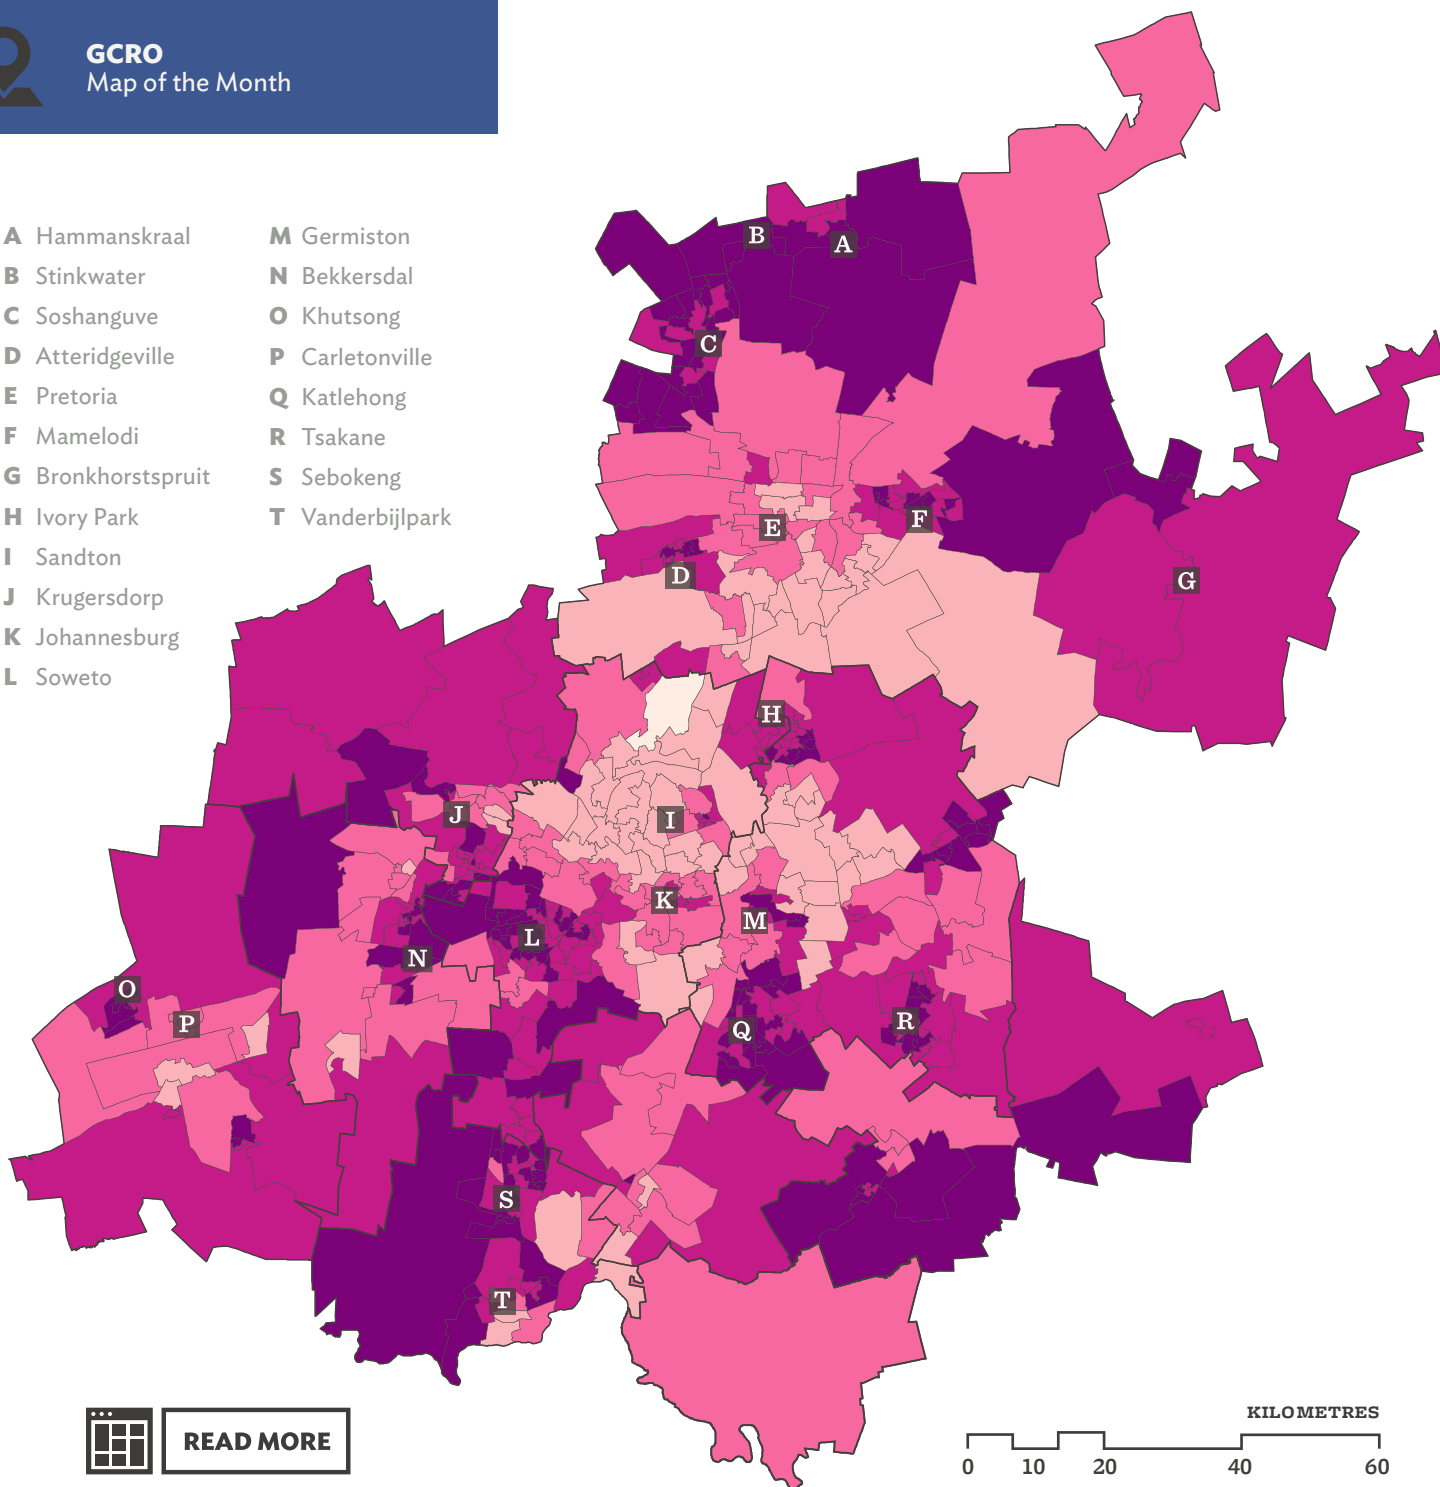 GCRO
Map of the Month
A Hammanskraal
B Stinkwater
C Soshanguve
D Atteridgeville
E Pretoria
F Mamelodi
G Bronkhorstspruit
H Ivory Park
I Sandton
J Krugersdorp
K Johannesburg
L Soweto
M Germiston
N Bekkersdal
O Khutsong
P Carletonville
Q Katlehong
R Tsakane
S Sebokeng
T Vanderbijlpark
B
A
C
E
F
D
G
H
J
I
K
M
L
N
O
P
Q
R
S
T
READ MORE
KILOMETRES
0 10 20 40 60